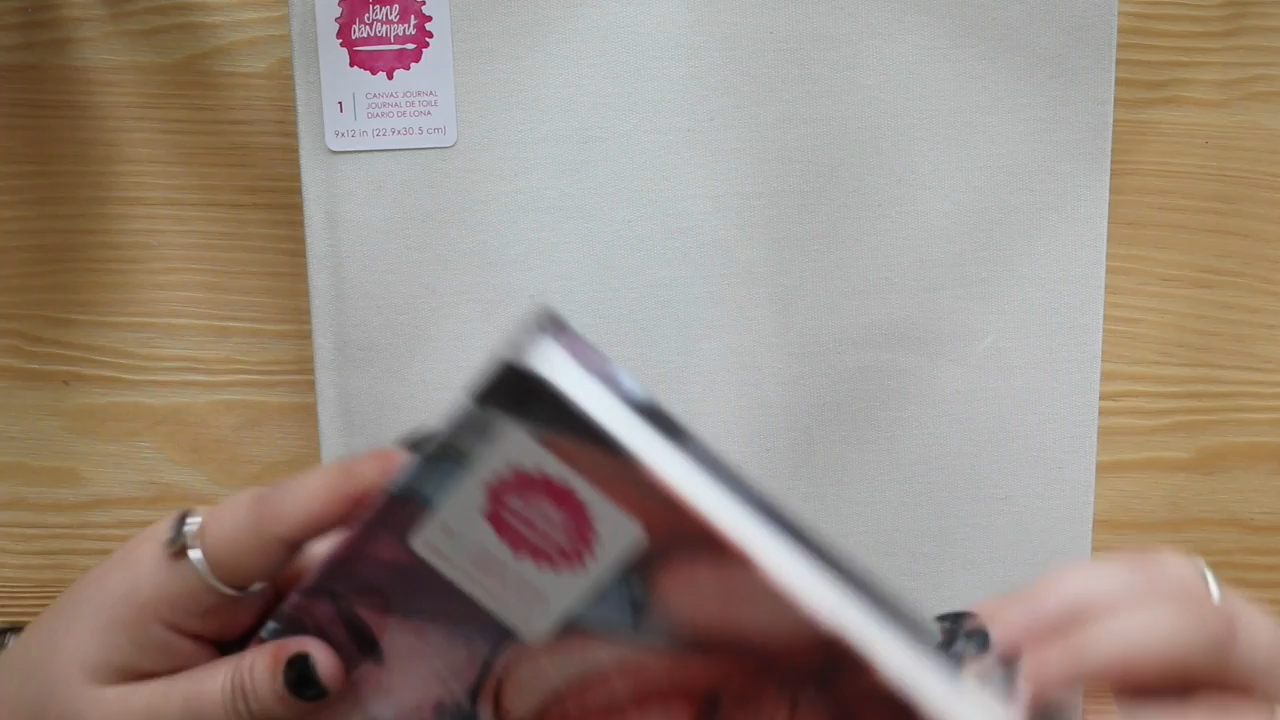 jane
davenport
1
CANVAS JOURNAL
JOURNAL DE TOILE
DIARIO DE LONA
9x12 in (22.9x30.5 cm)